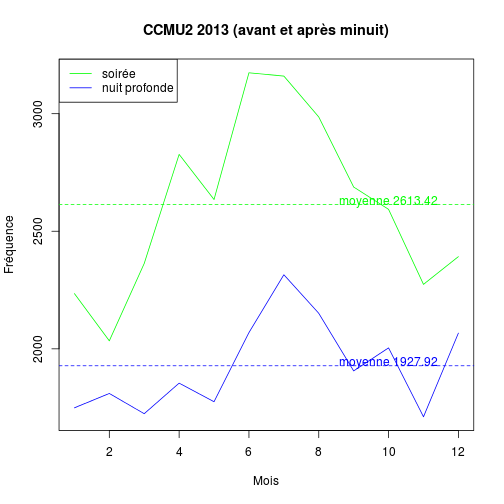 CCMU2 2013 (avant et après minuit)
soirée
nuit profonde
moyenne 2613.42
moyenne 1927.92
Fréquence
3000
2500
2000
2 4 6 8 10 12
Mois